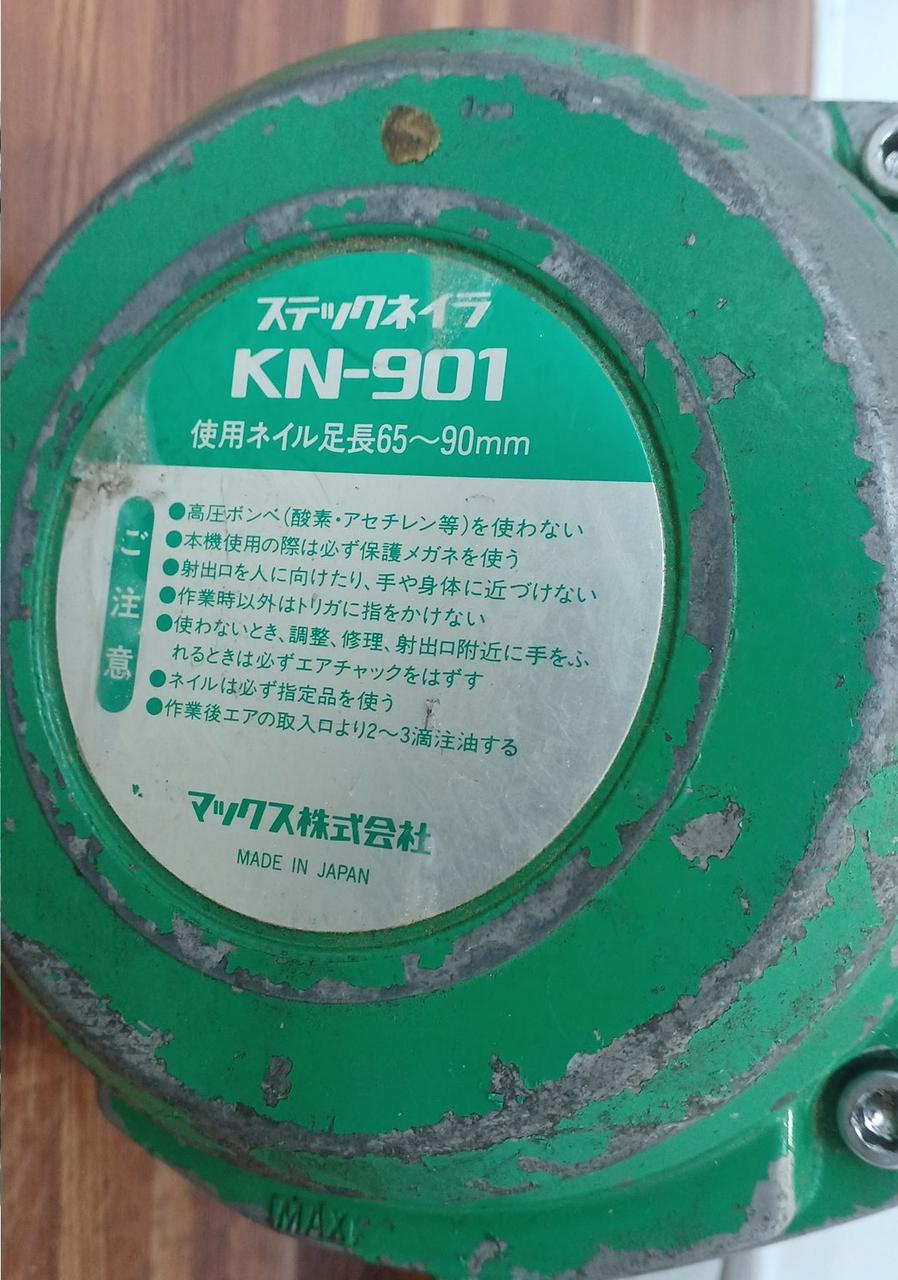 ステックネイラ
KN-901
使用ネイル足長65〜90mm
ご注意
●高圧ボンベ(酸素・アセチレン等)を使わない
●本機使用の際は必ず保護メガネを使う
●射出口を人に向けたり、手や身体に近づけない
●作業時以外はトリガに指をかけない
●使わないとき、調整、修理、射出口附近に手をふ
れるときは必ずエアチャックをはずす
●ネイルは必ず指定品を使う
●作業後エアの取入口より2〜3滴注油する
マックス株式会社
MADE IN JAPAN
MAX